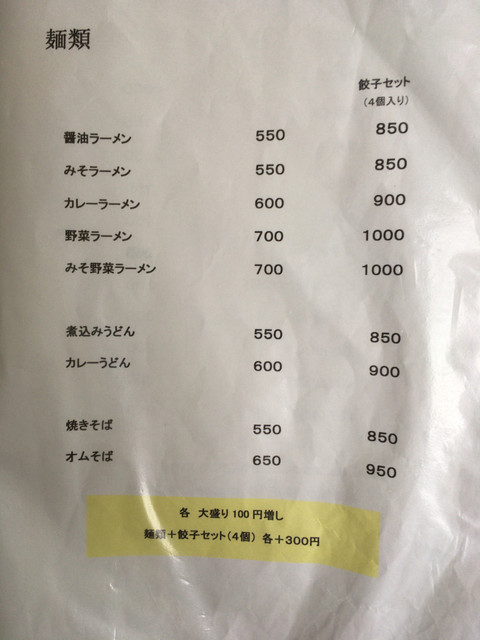 麺類
餃子セット
（4個入り）
醤油ラーメン 550 850
みそラーメン 550 850
カレーラーメン 600 900
野菜ラーメン 700 1000
みそ野菜ラーメン 700 1000
煮込みうどん 550 850
カレーうどん 600 900
焼きそば 550 850
オムそば 650 950
各 大盛り100円増し
麺類＋餃子セット（4個） 各＋300円